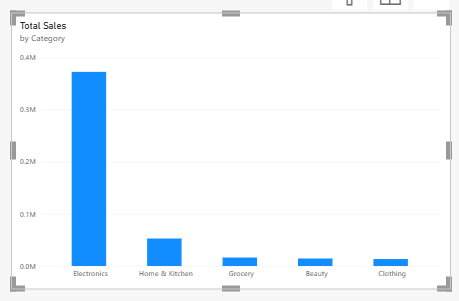 Total Sales
by Category
0.4M
0.3M
0.2M
0.1M
0.0M
Electronics Home & Kitchen Grocery Beauty Clothing